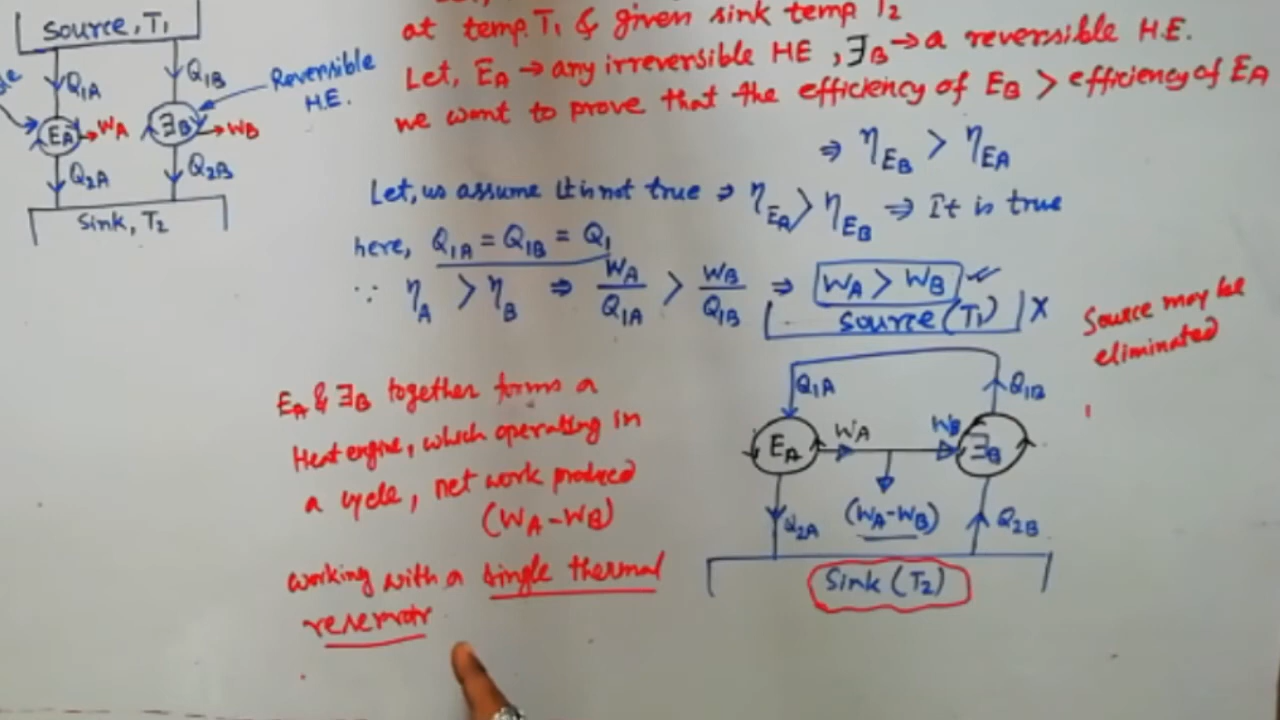 Source, T1
Q1A
Q1B
Reversible
H.E.
EA
WA
ƎB
WB
Q2A
Q2B
Sink, T2
at temp. T1 & given sink temp T2
Let, EA → any irreversible HE, ƎB → a reversible H.E.
we want to prove that the efficiency of EB > efficiency of EA
⇒ ηEB > ηEA
Let, us assume it is not true ⇒ ηEA > ηEB ⇒ It is true
here, Q1A = Q1B = Q1
∵ ηA > ηB ⇒ WA/Q1A > WB/Q1B ⇒ WA > WB
Source (T1) X
Source may be
eliminated
Q1A
Q1B
EA
WA
WB
ƎB
Q2A
(WA-WB)
Q2B
Sink (T2)
EA & ƎB together forms a
Heat engine, which operating in
a cycle, net work produced
(WA-WB)
working with a single thermal
reservoir